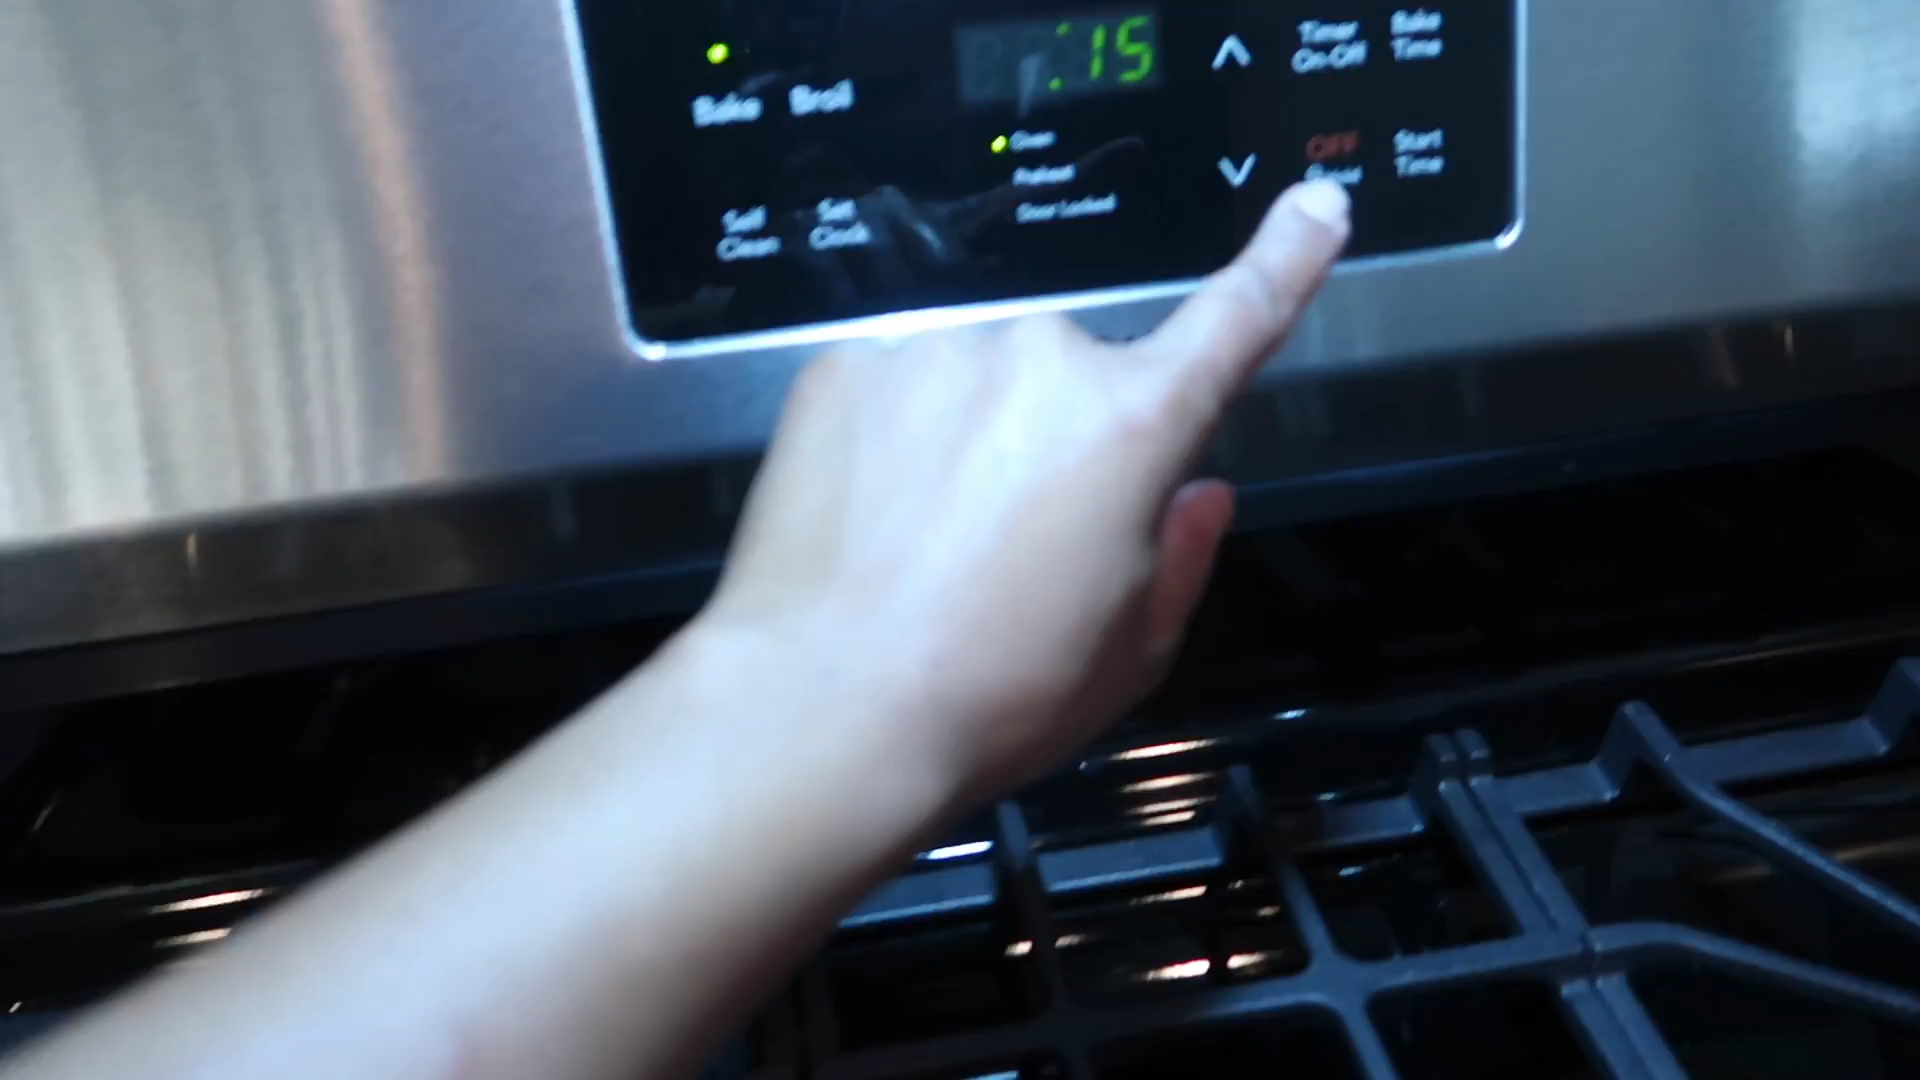 :15
Timer
On-Off
Bake
Time
Bake
Broil
Oven
Preheat
Door Locked
OFF
Start
Time
Self
Clean
Set
Clock